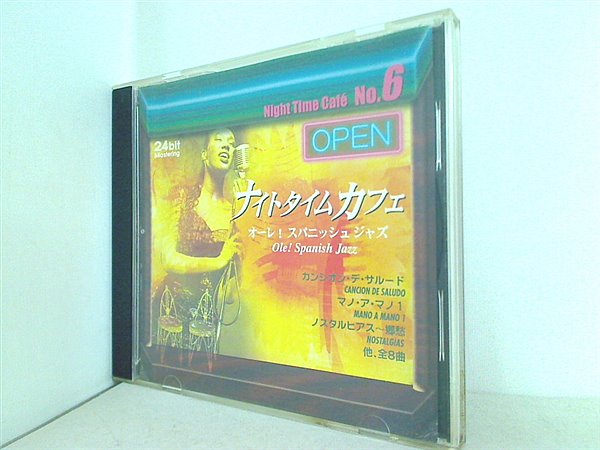 Night Time Café No.6
OPEN
24bit
Mastering
ナイトタイムカフェ
オーレ! スパニッシュジャズ
Ole! Spanish Jazz
カンシオン・デ・サルード
CANCION DE SALUDO
マノ・ア・マノ1
MANO A MANO 1
ノスタルヒアス～郷愁
NOSTALGIAS
他、全8曲